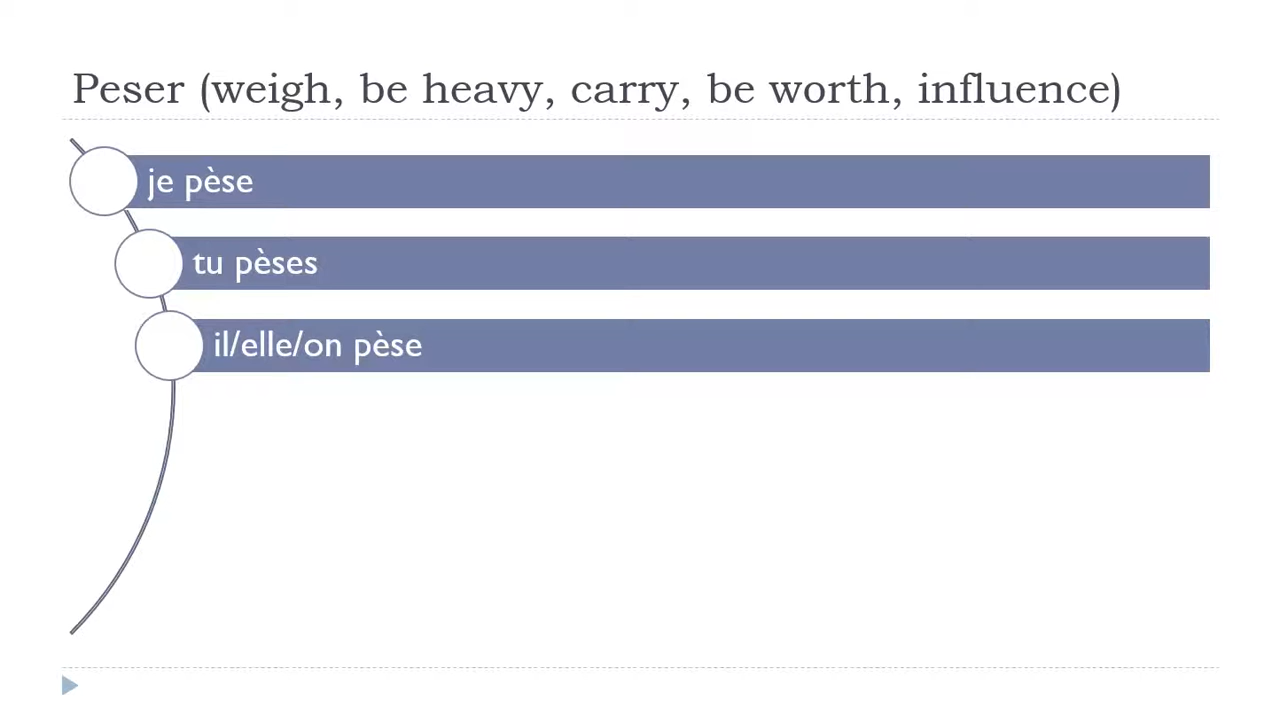 Peser (weigh, be heavy, carry, be worth, influence)
je pèse
tu pèses
il/elle/on pèse